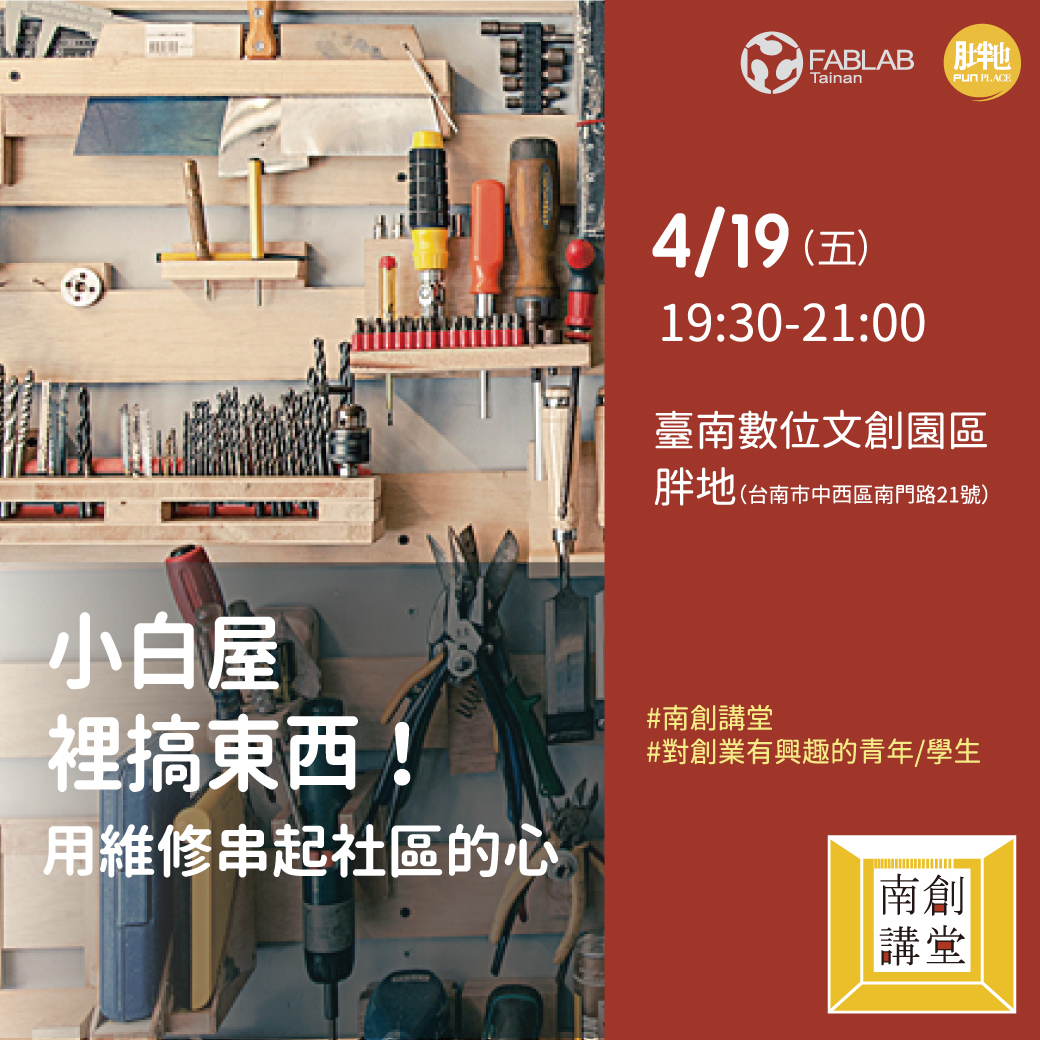 FABLAB
Tainan
胖地
PUN PLACE
4/19（五）
19:30-21:00
臺南數位文創園區
胖地（台南市中西區南門路21號）
小白屋
裡搞東西！
用維修串起社區的心
#南創講堂
#對創業有興趣的青年/學生
南創
講堂